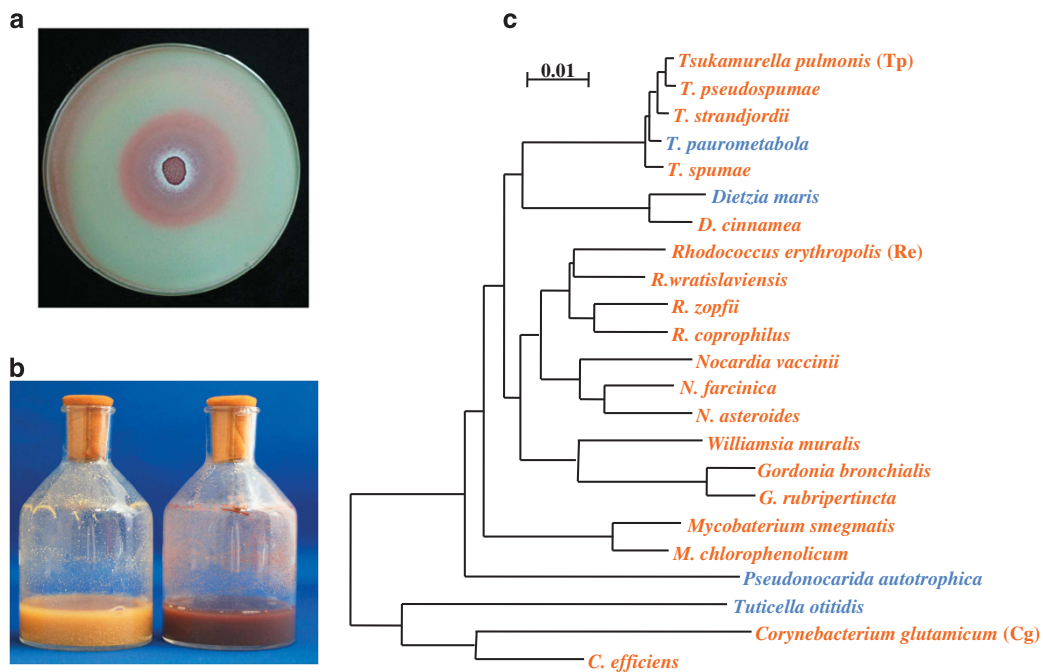 a
b
c
0.01
Tsukamurella pulmonis (Tp)
T. pseudospumae
T. strandjordii
T. paurometabola
T. spumae
Dietzia maris
D. cinnamea
Rhodococcus erythropolis (Re)
R.wratislaviensis
R. zopfii
R. coprophilus
Nocardia vaccinii
N. farcinica
N. asteroides
Williamsia muralis
Gordonia bronchialis
G. rubripertincta
Mycobaterium smegmatis
M. chlorophenolicum
Pseudonocarida autotrophica
Tuticella otitidis
Corynebacterium glutamicum (Cg)
C. efficiens